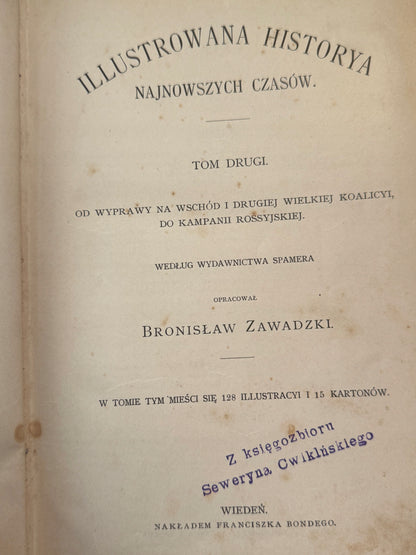 ILLUSTROWANA HISTORYA
NAJNOWSZYCH CZASÓW.
TOM DRUGI.
OD WYPRAWY NA WSCHÓD I DRUGIEJ WIELKIEJ KOALICYI,
DO KAMPANII ROSSYJSKIEJ.
WEDŁUG WYDAWNICTWA SPAMERA
OPRACOWAŁ
BRONISŁAW ZAWADZKI.
W TOMIE TYM MIEŚCI SIĘ 128 ILLUSTRACYI I 15 KARTONÓW.
Z księgozbioru
Seweryna Cwiklińskiego
WIEDEŃ.
NAKŁADEM FRANCISZKA BONDEGO.